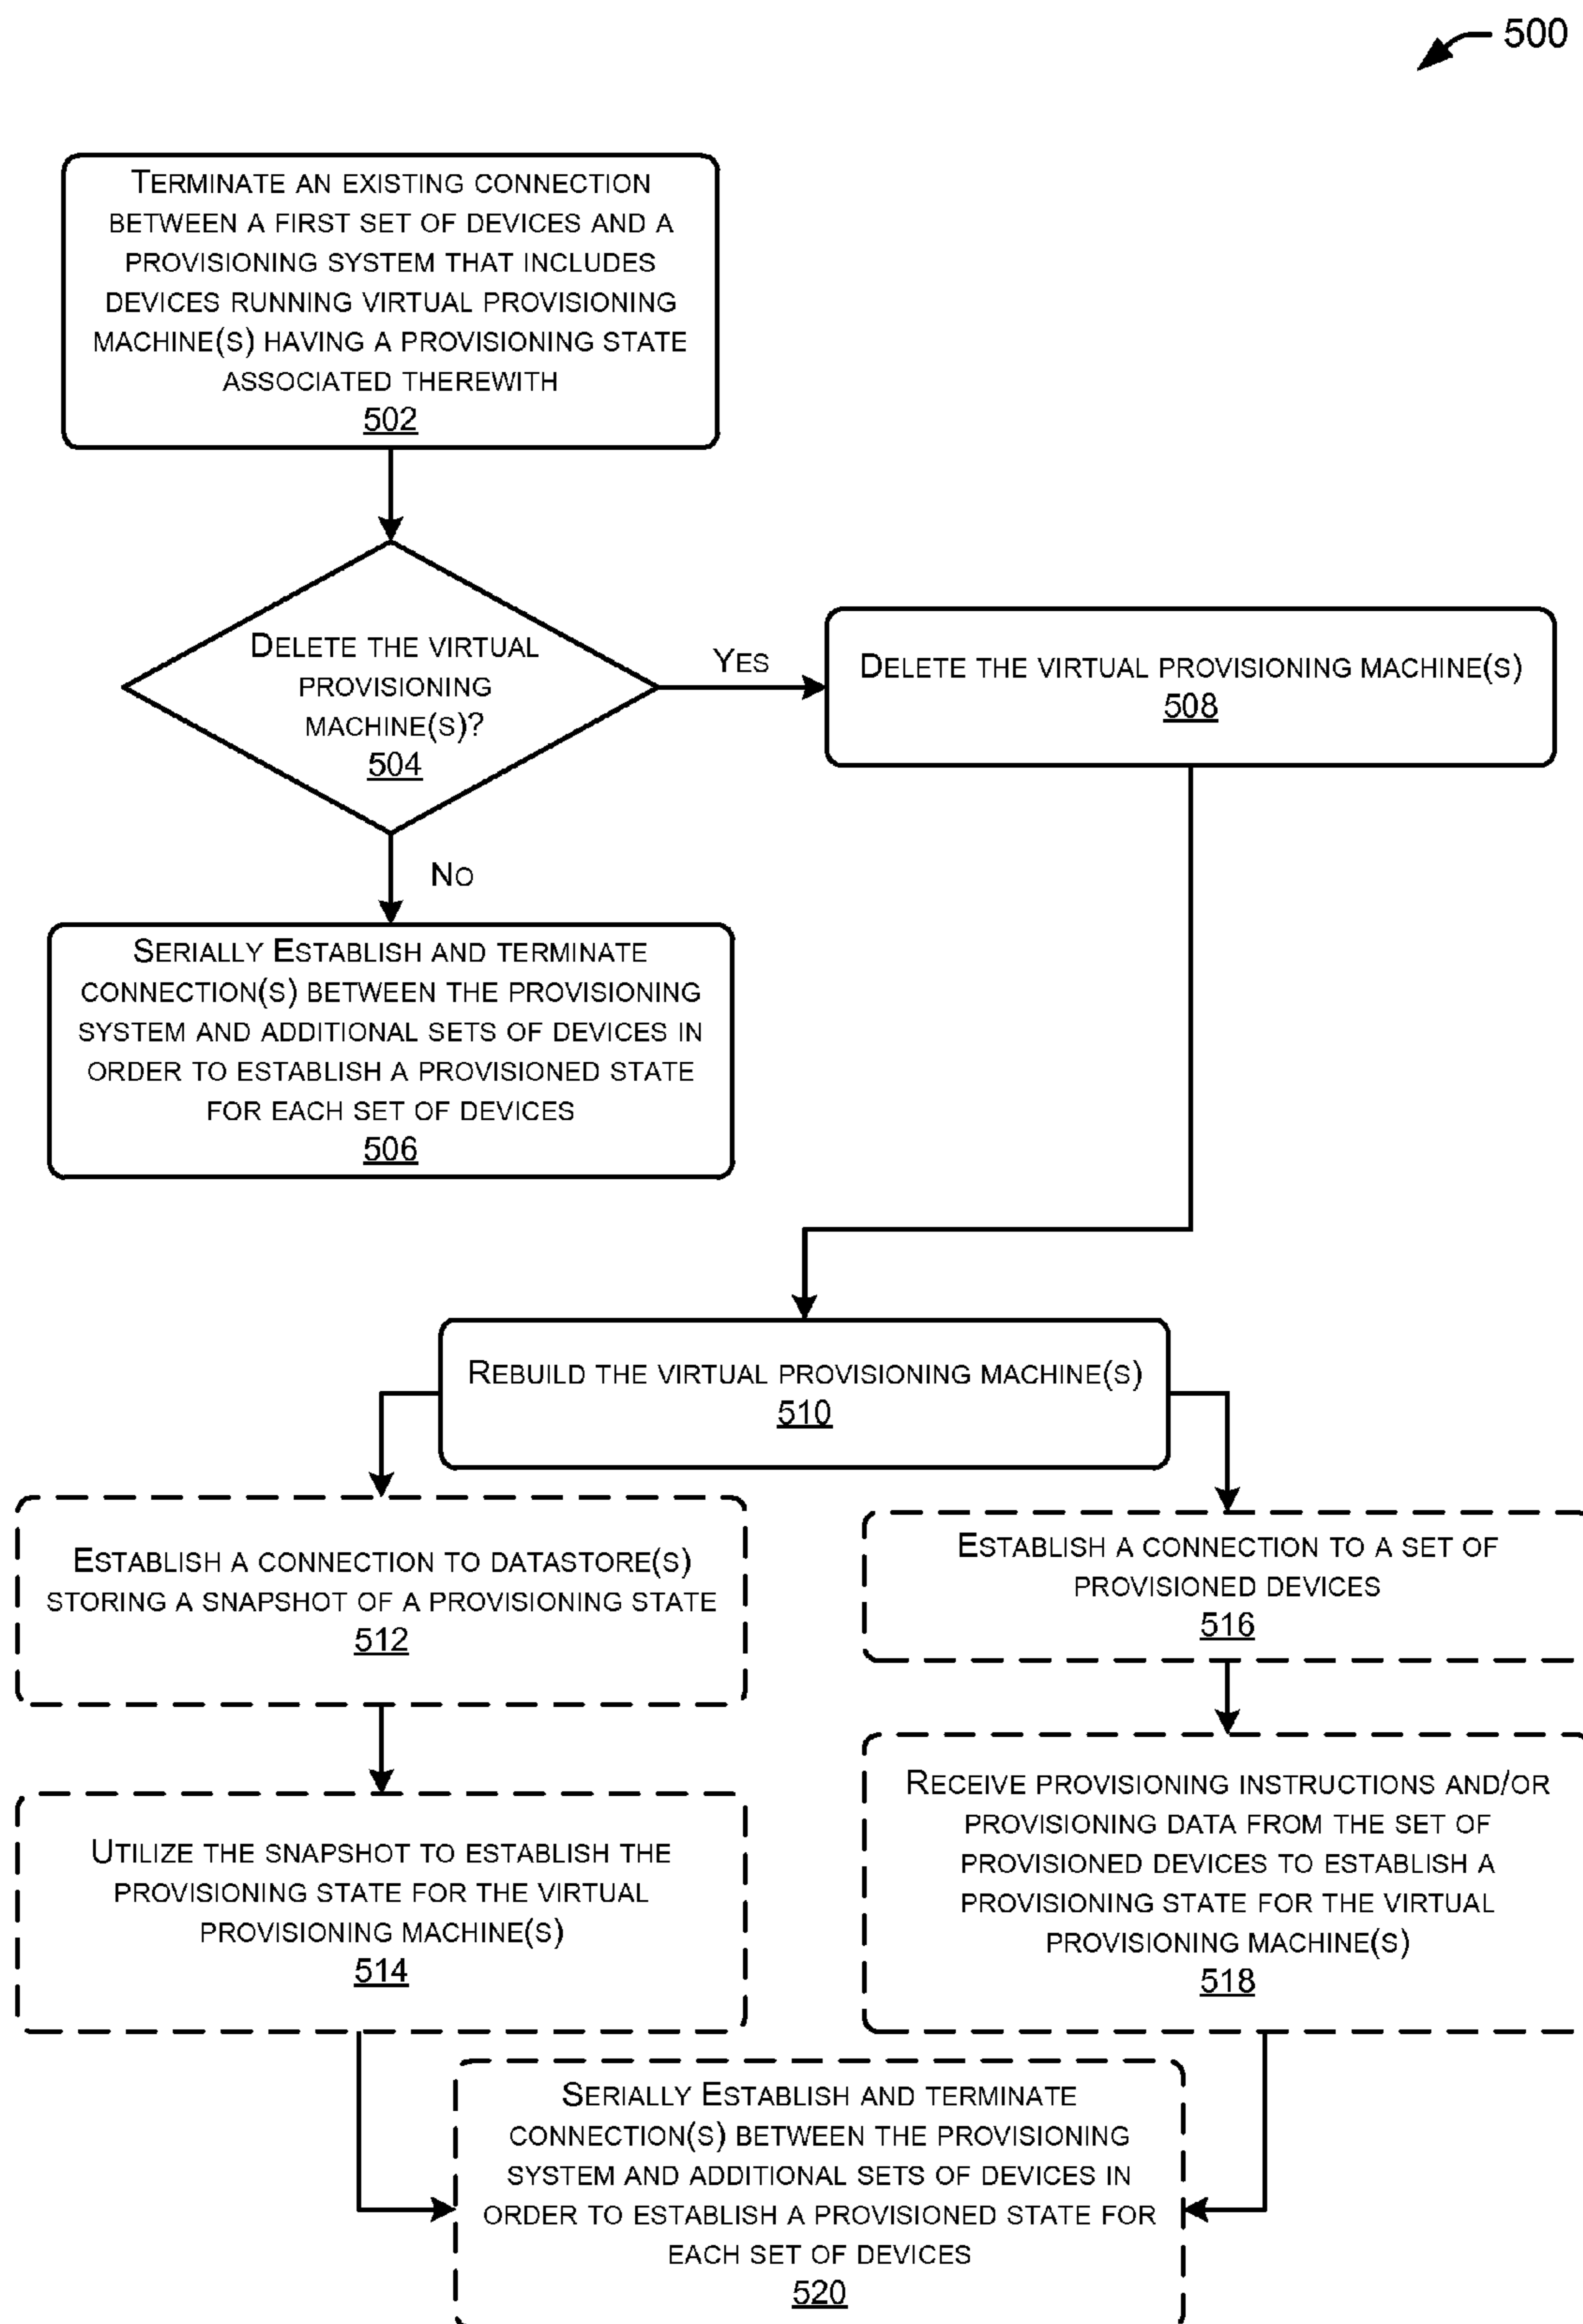 500
TERMINATE AN EXISTING CONNECTION
BETWEEN A FIRST SET OF DEVICES AND A
PROVISIONING SYSTEM THAT INCLUDES
DEVICES RUNNING VIRTUAL PROVISIONING
MACHINE(S) HAVING A PROVISIONING STATE
ASSOCIATED THEREWITH
502
DELETE THE VIRTUAL
PROVISIONING
MACHINE(S)?
504
YES
DELETE THE VIRTUAL PROVISIONING MACHINE(S)
508
NO
SERIALLY ESTABLISH AND TERMINATE
CONNECTION(S) BETWEEN THE PROVISIONING
SYSTEM AND ADDITIONAL SETS OF DEVICES IN
ORDER TO ESTABLISH A PROVISIONED STATE
FOR EACH SET OF DEVICES
506
REBUILD THE VIRTUAL PROVISIONING MACHINE(S)
510
ESTABLISH A CONNECTION TO DATASTORE(S)
STORING A SNAPSHOT OF A PROVISIONING STATE
512
ESTABLISH A CONNECTION TO A SET OF
PROVISIONED DEVICES
516
UTILIZE THE SNAPSHOT TO ESTABLISH THE
PROVISIONING STATE FOR THE VIRTUAL
PROVISIONING MACHINE(S)
514
RECEIVE PROVISIONING INSTRUCTIONS AND/OR
PROVISIONING DATA FROM THE SET OF
PROVISIONED DEVICES TO ESTABLISH A
PROVISIONING STATE FOR THE VIRTUAL
PROVISIONING MACHINE(S)
518
SERIALLY ESTABLISH AND TERMINATE
CONNECTION(S) BETWEEN THE PROVISIONING
SYSTEM AND ADDITIONAL SETS OF DEVICES IN
ORDER TO ESTABLISH A PROVISIONED STATE FOR
EACH SET OF DEVICES
520